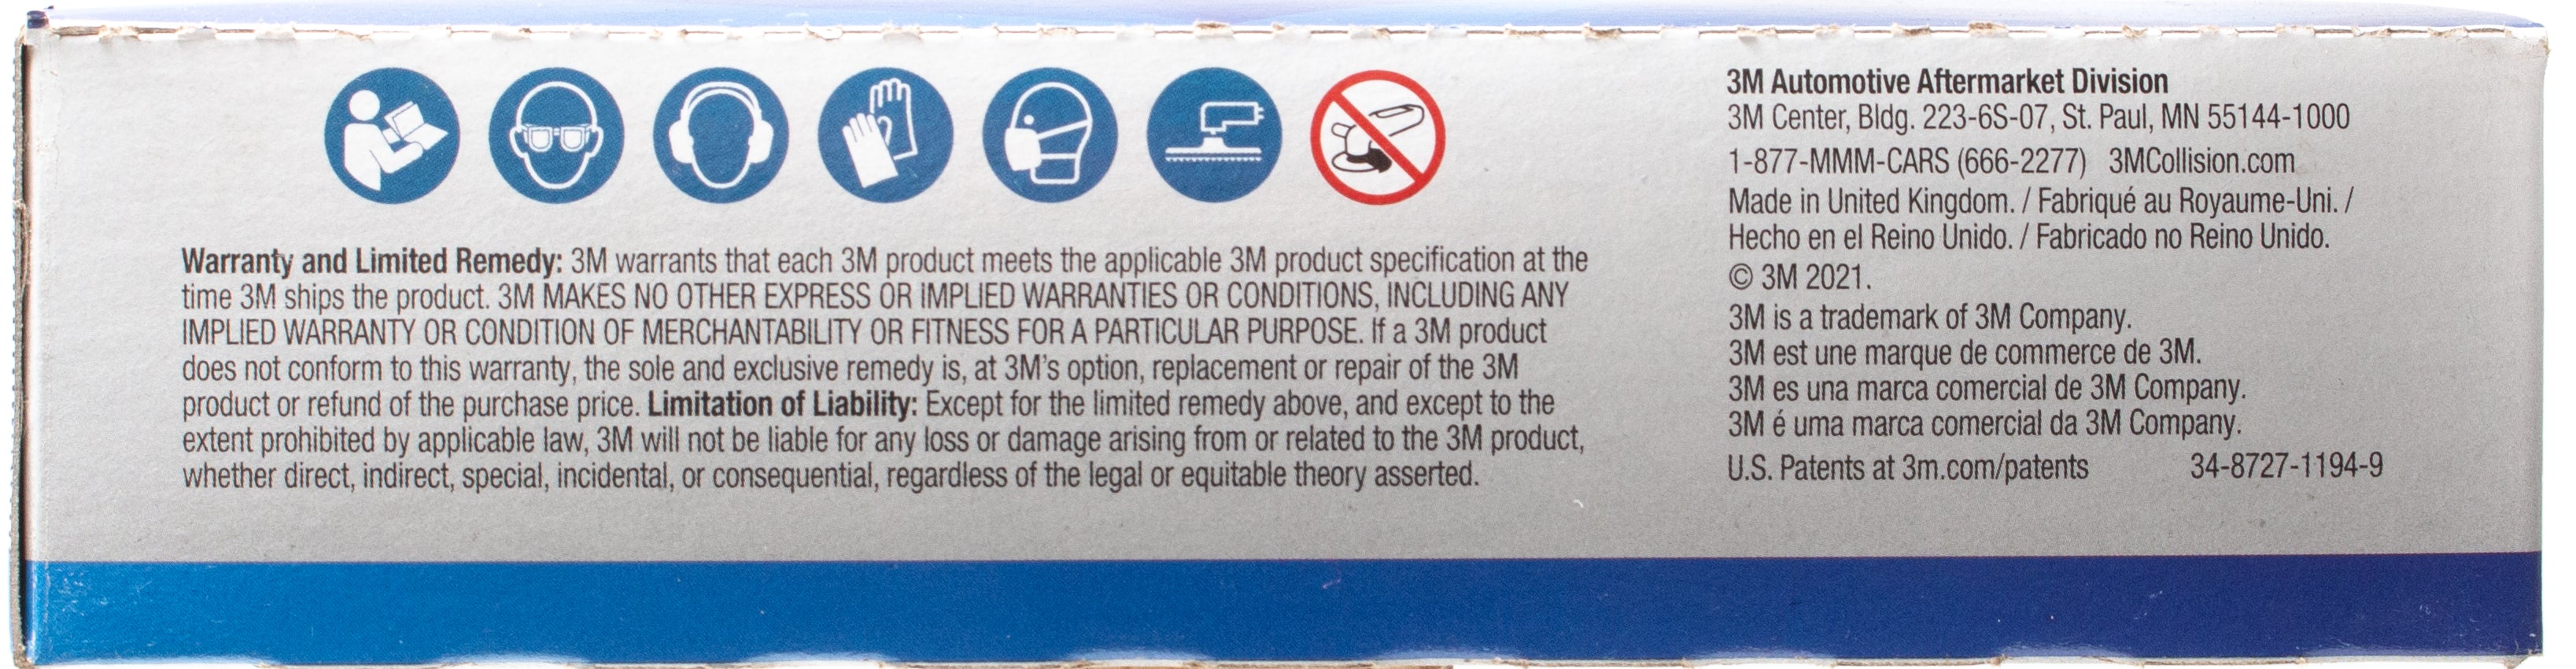 Warranty and Limited Remedy: 3M warrants that each 3M product meets the applicable 3M product specification at the
time 3M ships the product. 3M MAKES NO OTHER EXPRESS OR IMPLIED WARRANTIES OR CONDITIONS, INCLUDING ANY
IMPLIED WARRANTY OR CONDITION OF MERCHANTABILITY OR FITNESS FOR A PARTICULAR PURPOSE. If a 3M product
does not conform to this warranty, the sole and exclusive remedy is, at 3M’s option, replacement or repair of the 3M
product or refund of the purchase price. Limitation of Liability: Except for the limited remedy above, and except to the
extent prohibited by applicable law, 3M will not be liable for any loss or damage arising from or related to the 3M product,
whether direct, indirect, special, incidental, or consequential, regardless of the legal or equitable theory asserted.
3M Automotive Aftermarket Division
3M Center, Bldg. 223-6S-07, St. Paul, MN 55144-1000
1-877-MMM-CARS (666-2277) 3MCollision.com
Made in United Kingdom. / Fabriqué au Royaume-Uni. /
Hecho en el Reino Unido. / Fabricado no Reino Unido.
© 3M 2021.
3M is a trademark of 3M Company.
3M est une marque de commerce de 3M.
3M es una marca comercial de 3M Company.
3M é uma marca comercial da 3M Company.
U.S. Patents at 3m.com/patents 34-8727-1194-9